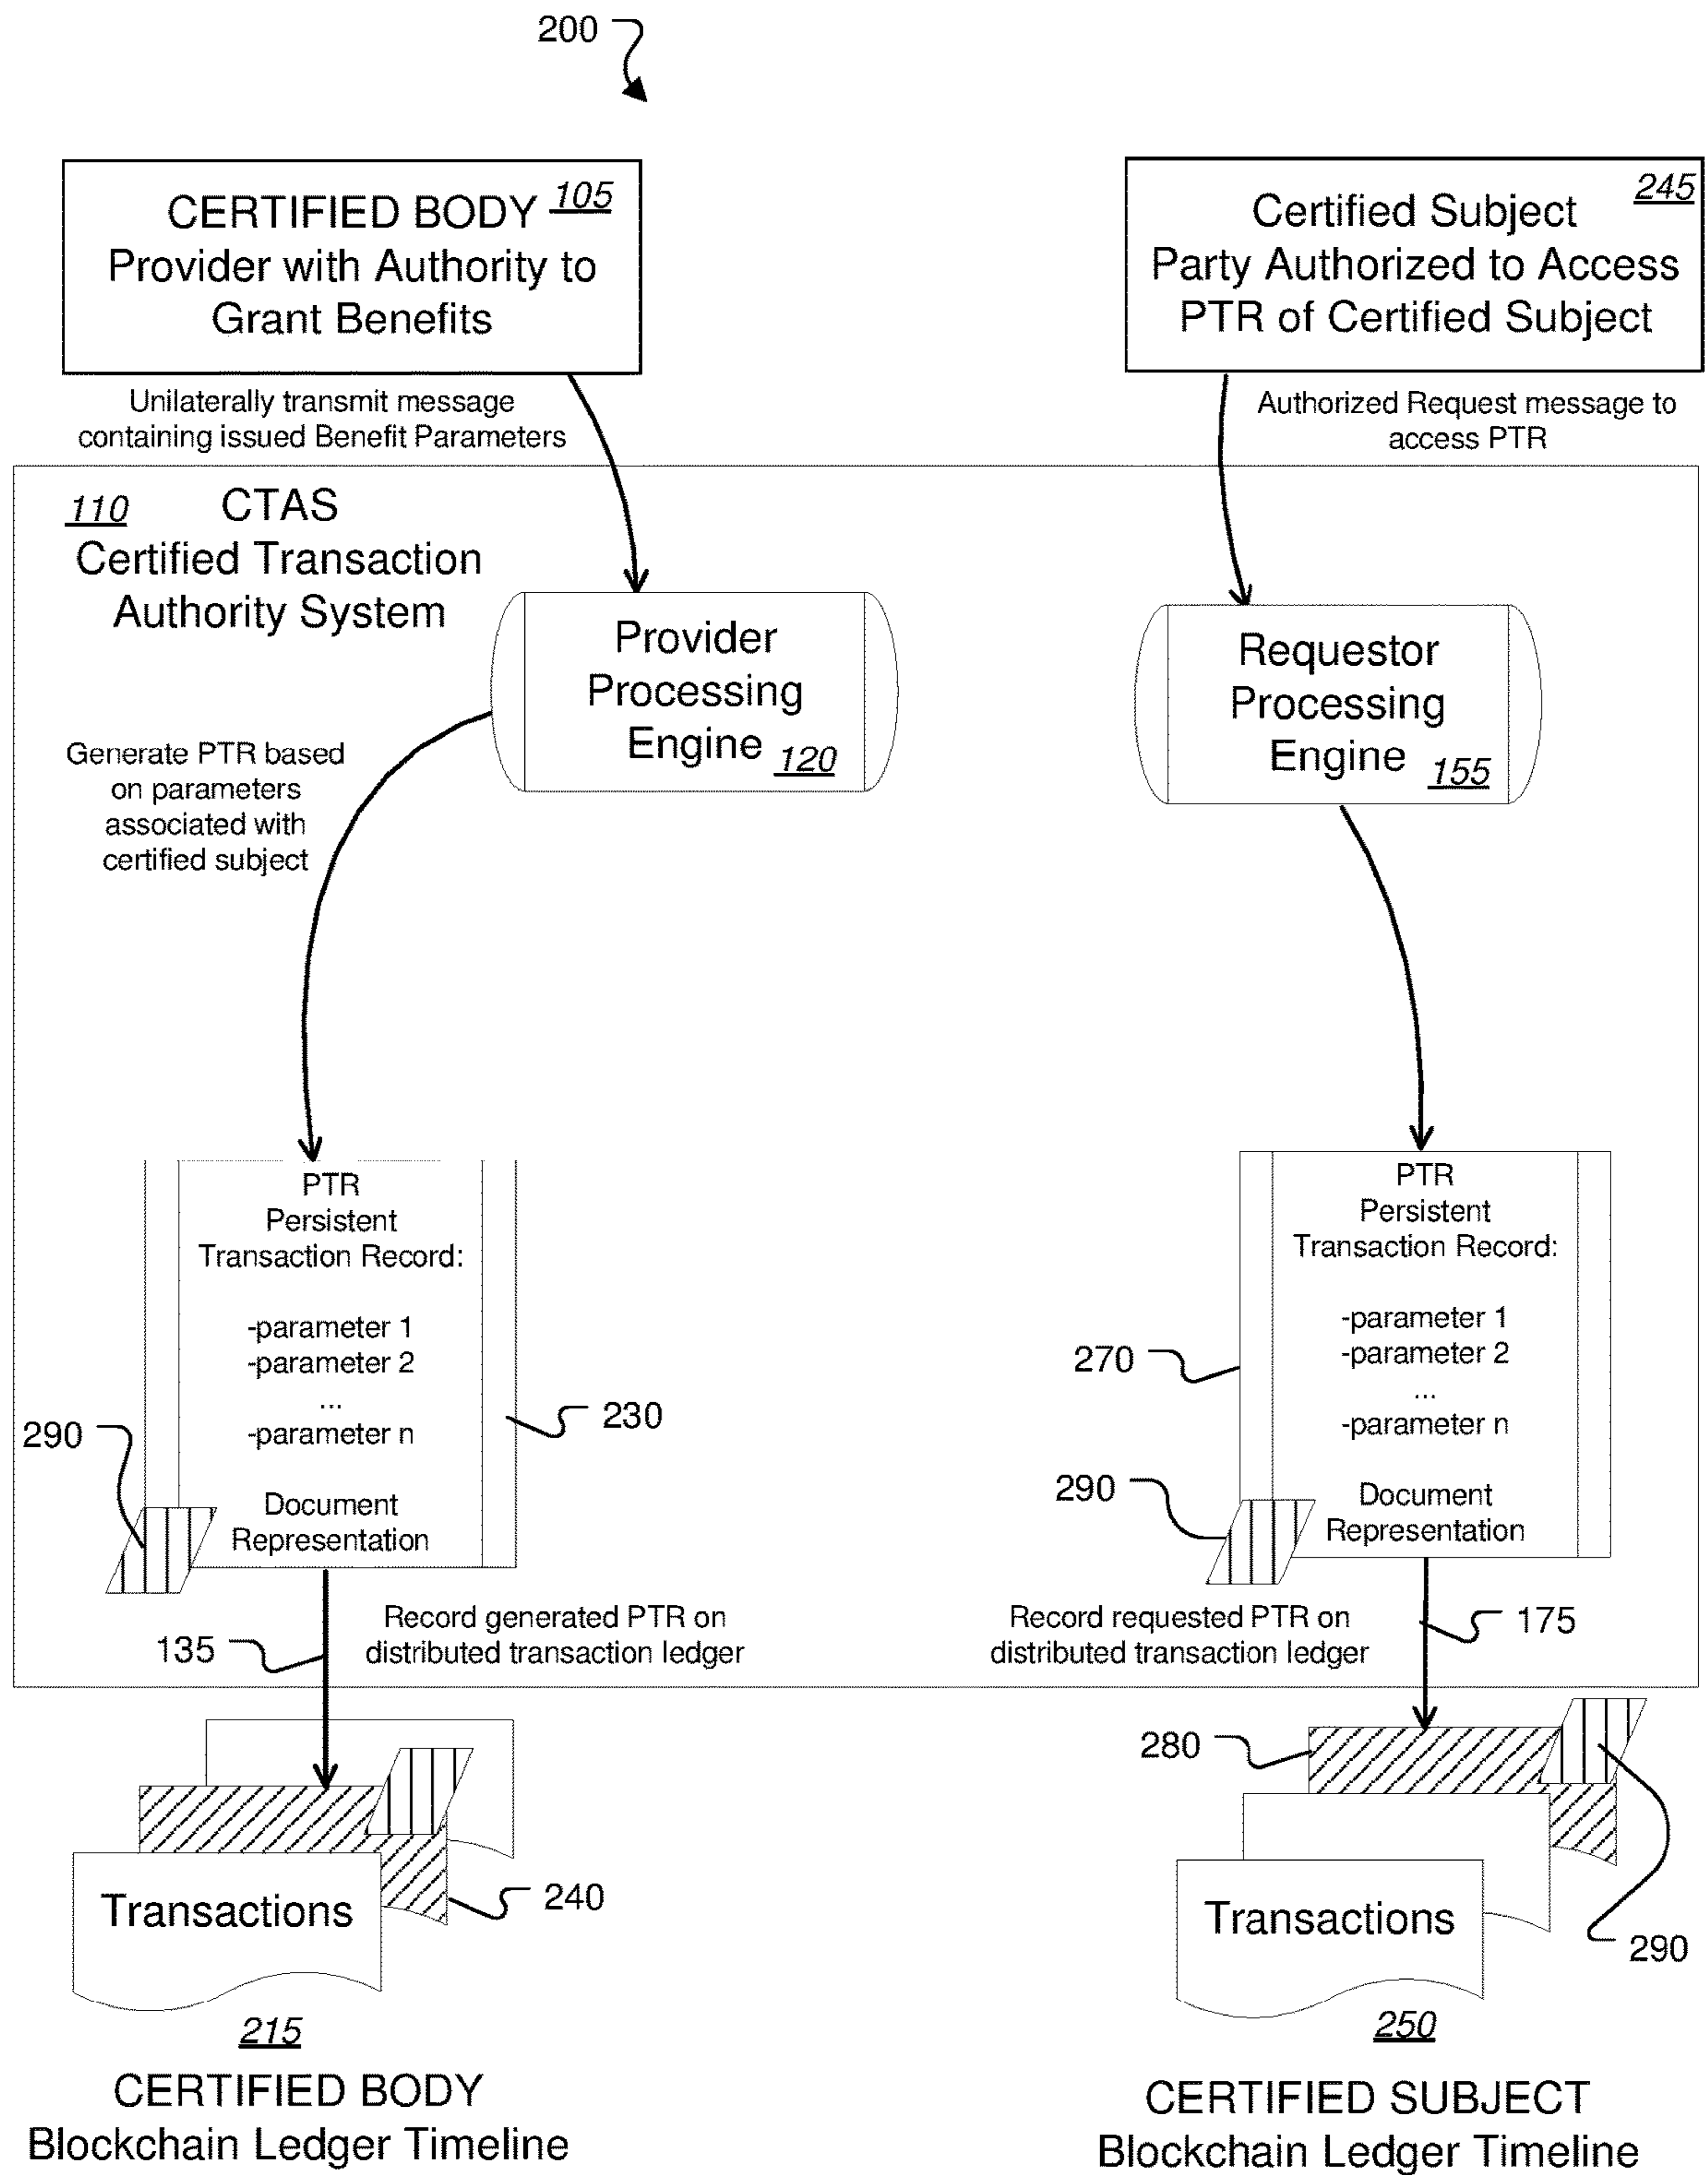 200
CERTIFIED BODY 105
Provider with Authority to
Grant Benefits
245
Certified Subject
Party Authorized to Access
PTR of Certified Subject
Unilaterally transmit message
containing issued Benefit Parameters
Authorized Request message to
access PTR
110 CTAS
Certified Transaction
Authority System
Provider
Processing
Engine 120
Requestor
Processing
Engine 155
Generate PTR based
on parameters
associated with
certified subject
PTR
Persistent
Transaction Record:
-parameter 1
-parameter 2
...
-parameter n
Document
Representation
230
290
PTR
Persistent
Transaction Record:
-parameter 1
-parameter 2
...
-parameter n
Document
Representation
270
290
135
Record generated PTR on
distributed transaction ledger
Record requested PTR on
distributed transaction ledger
175
280
Transactions
240
Transactions
290
215
CERTIFIED BODY
Blockchain Ledger Timeline
250
CERTIFIED SUBJECT
Blockchain Ledger Timeline